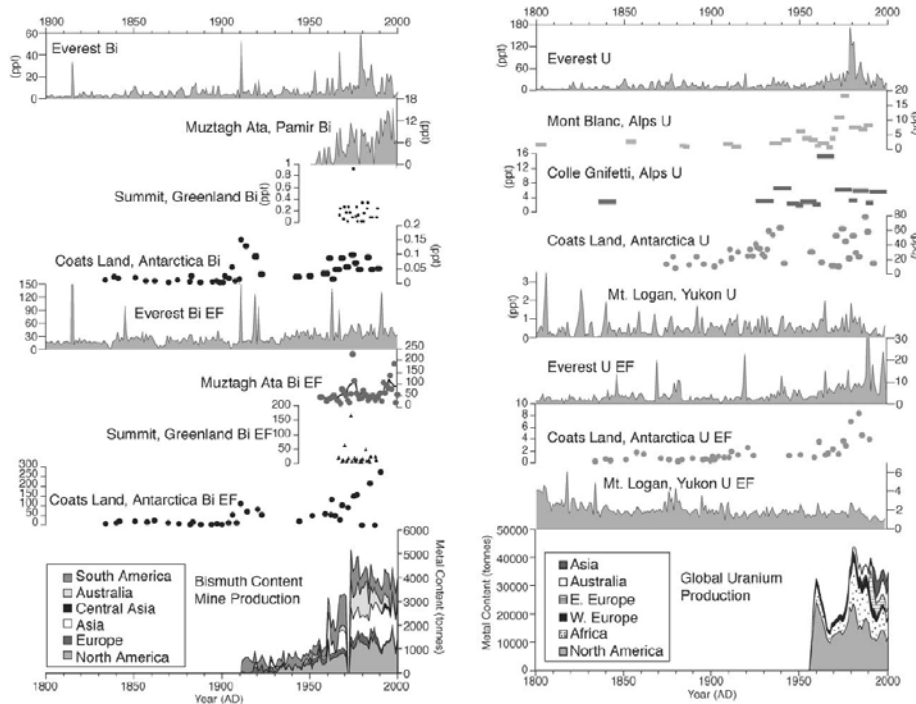 1800 1850 1900 1950 2000
60
40
20
0
(ppt)
Everest Bi
18
12
6
0
(ppt)
Muztagh Ata, Pamir Bi
1
0.8
0.6
0.4
0.2
0
(ppt)
Summit, Greenland Bi
0.2
0.15
0.1
0.05
0
(ppt)
Coats Land, Antarctica Bi
150
120
90
60
30
0
Everest Bi EF
250
200
150
100
50
0
Muztagh Ata Bi EF
200
150
100
50
0
Summit, Greenland Bi EF
300
250
200
150
100
50
0
Coats Land, Antarctica Bi EF
6000
5000
4000
3000
2000
1000
0
Metal Content (tonnes)
Bismuth Content
Mine Production
South America
Australia
Central Asia
Asia
Europe
North America
1800 1850 1900 1950 2000
Year (AD)
1800 1850 1900 1950 2000
180
120
60
0
(ppt)
Everest U
20
15
10
5
0
(ppt)
Mont Blanc, Alps U
16
12
8
4
0
(ppt)
Colle Gnifetti, Alps U
80
60
40
20
0
Coats Land, Antarctica U
3
2
1
0
(ppt)
Mt. Logan, Yukon U
30
20
10
0
Everest U EF
10
8
6
4
2
0
Coats Land, Antarctica U EF
6
4
2
0
Mt. Logan, Yukon U EF
50000
40000
30000
20000
10000
0
Metal Content (tonnes)
Global Uranium
Production
Asia
Australia
E. Europe
W. Europe
Africa
North America
1800 1850 1900 1950 2000
Year (AD)